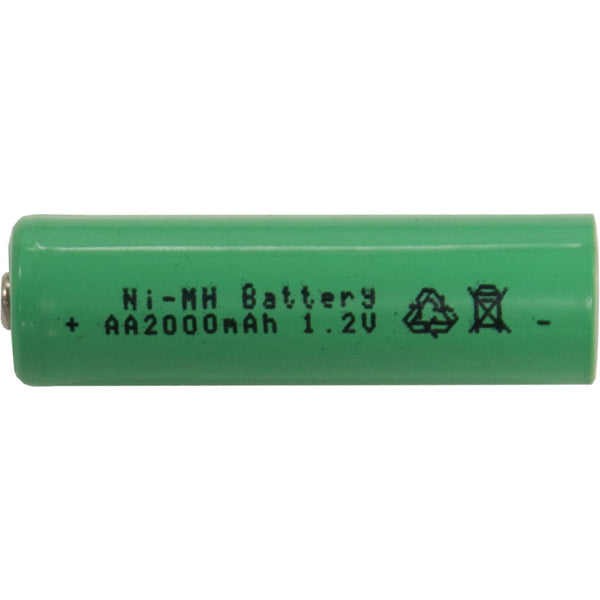 Ni-MH Battery
+ AA2000mAh 1.2V -